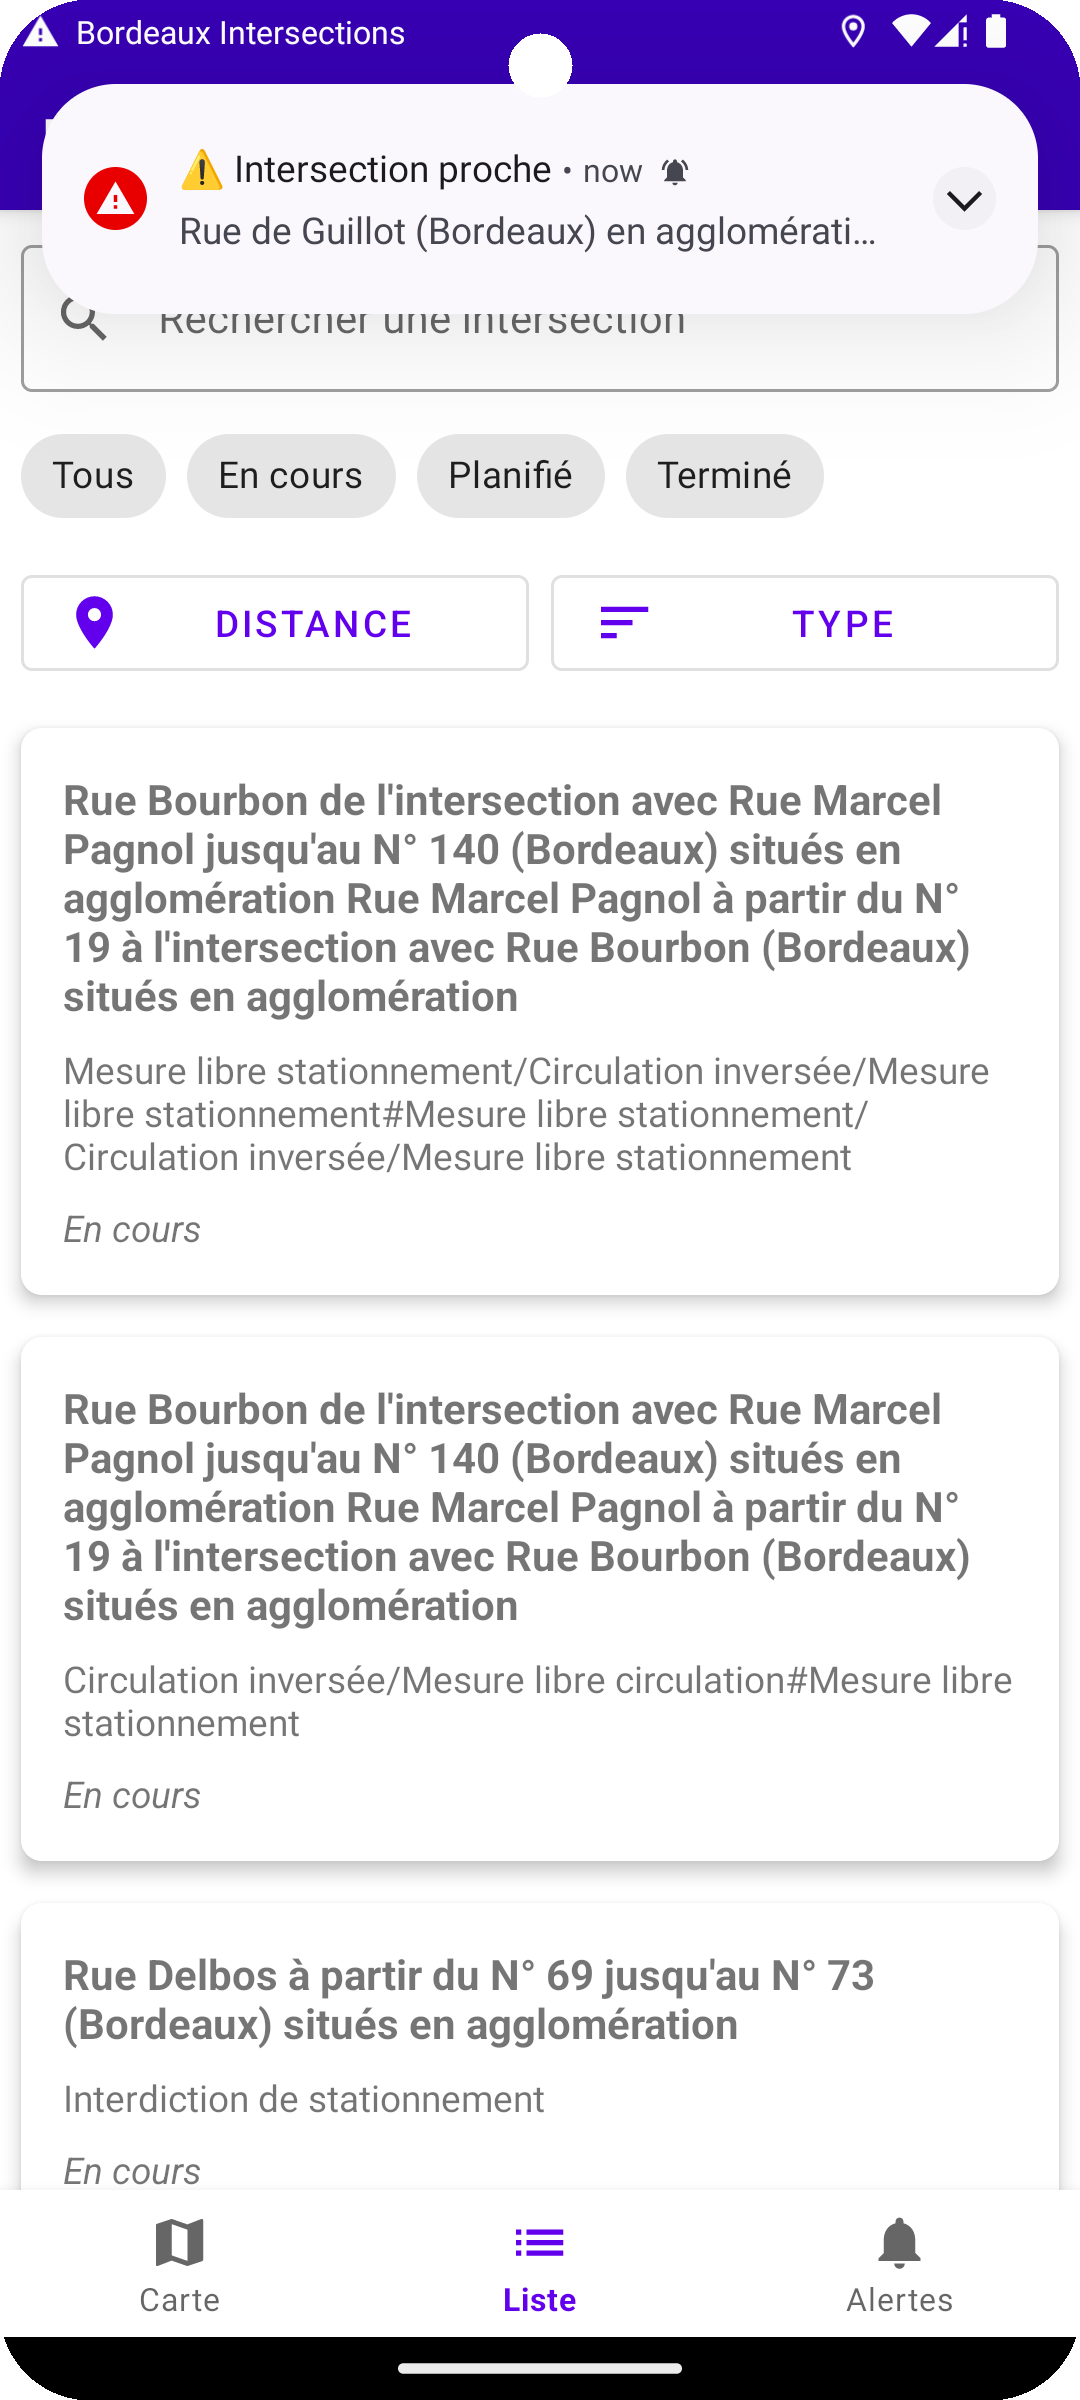 Bordeaux Intersections
⚠️ Intersection proche • now
Rue de Guillot (Bordeaux) en agglomérati...
Rechercher une intersection
Tous
En cours
Planifié
Terminé
DISTANCE
TYPE
Rue Bourbon de l'intersection avec Rue Marcel
Pagnol jusqu'au N° 140 (Bordeaux) situés en
agglomération Rue Marcel Pagnol à partir du N°
19 à l'intersection avec Rue Bourbon (Bordeaux)
situés en agglomération
Mesure libre stationnement/Circulation inversée/Mesure
libre stationnement#Mesure libre stationnement/
Circulation inversée/Mesure libre stationnement
En cours
Rue Bourbon de l'intersection avec Rue Marcel
Pagnol jusqu'au N° 140 (Bordeaux) situés en
agglomération Rue Marcel Pagnol à partir du N°
19 à l'intersection avec Rue Bourbon (Bordeaux)
situés en agglomération
Circulation inversée/Mesure libre circulation#Mesure libre
stationnement
En cours
Rue Delbos à partir du N° 69 jusqu'au N° 73
(Bordeaux) situés en agglomération
Interdiction de stationnement
En cours
Carte
Liste
Alertes